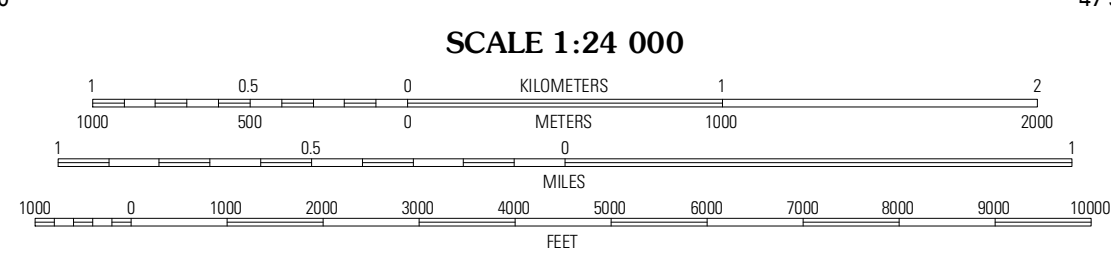 SCALE 1:24 000
1 0.5 0 KILOMETERS 1 2
1000 500 0 METERS 1000 2000
1 0.5 0 1
MILES
1000 0 1000 2000 3000 4000 5000 6000 7000 8000 9000 10000
FEET